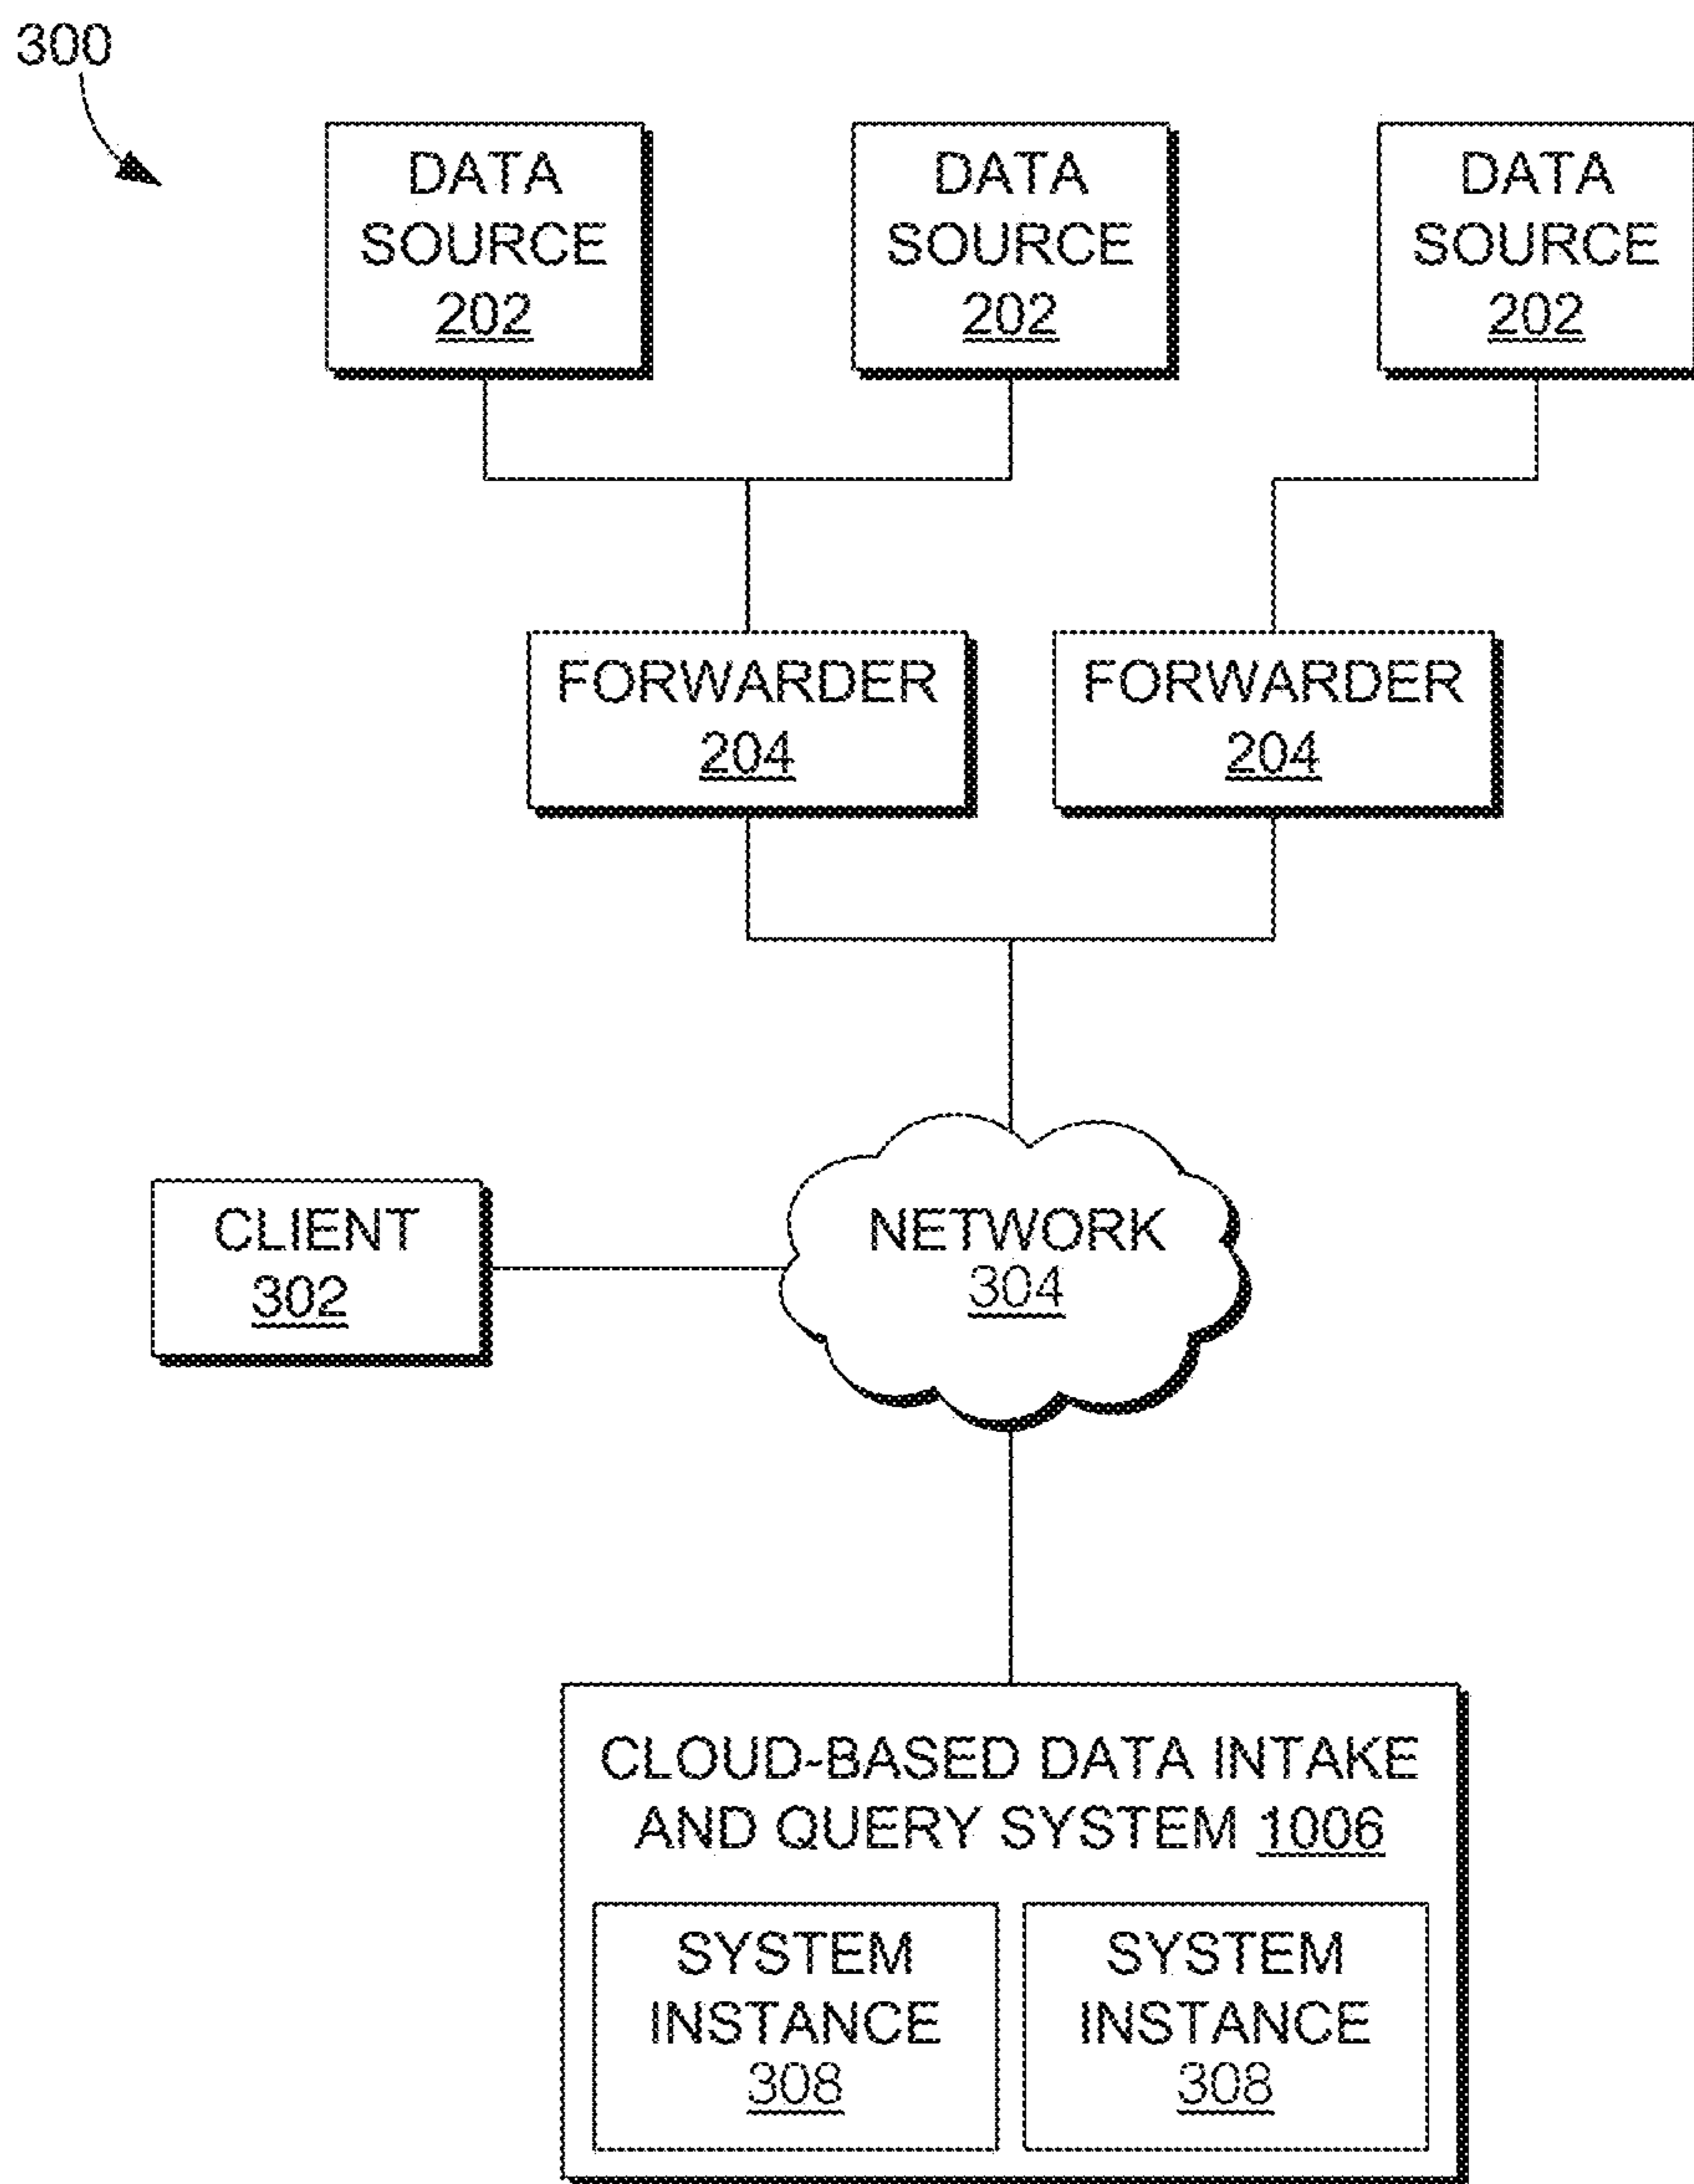 300
DATA
SOURCE
202
DATA
SOURCE
202
DATA
SOURCE
202
FORWARDER
204
FORWARDER
204
CLIENT
302
NETWORK
304
CLOUD-BASED DATA INTAKE
AND QUERY SYSTEM 1006
SYSTEM
INSTANCE
308
SYSTEM
INSTANCE
308